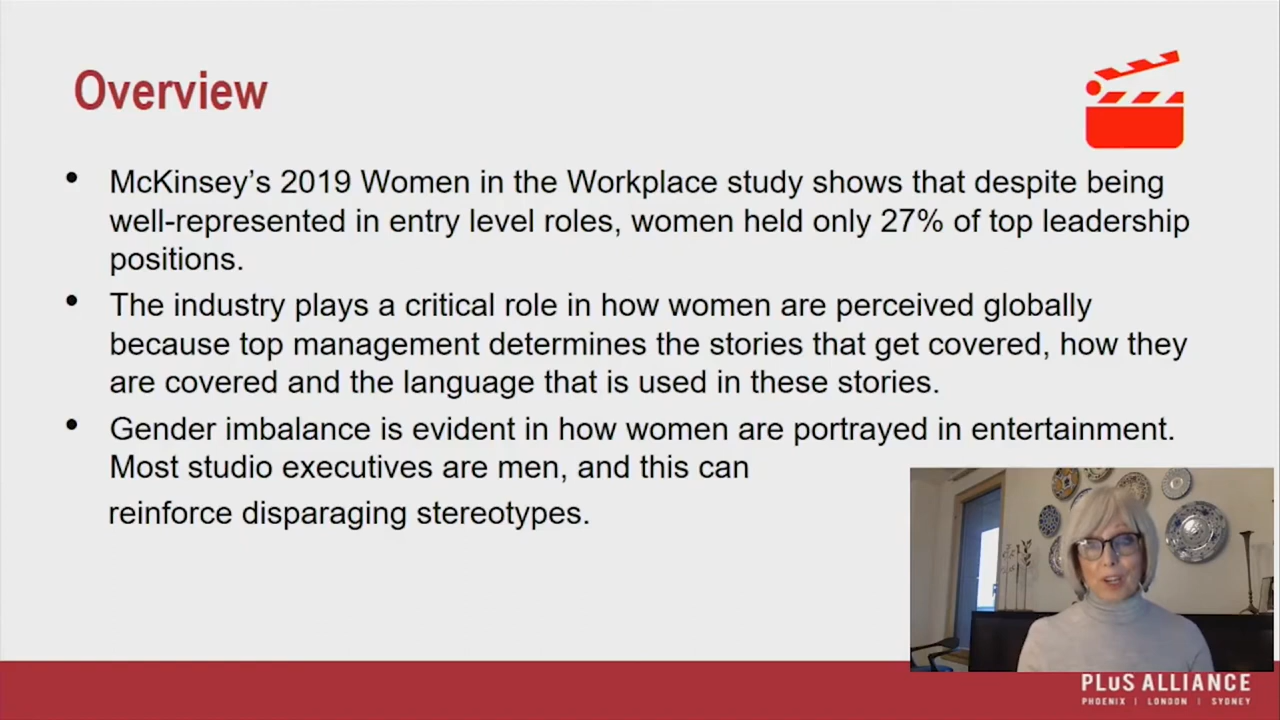 Overview
• McKinsey’s 2019 Women in the Workplace study shows that despite being
well-represented in entry level roles, women held only 27% of top leadership
positions.
• The industry plays a critical role in how women are perceived globally
because top management determines the stories that get covered, how they
are covered and the language that is used in these stories.
• Gender imbalance is evident in how women are portrayed in entertainment.
Most studio executives are men, and this can
reinforce disparaging stereotypes.
PLuS ALLIANCE
PHOENIX | LONDON | SYDNEY